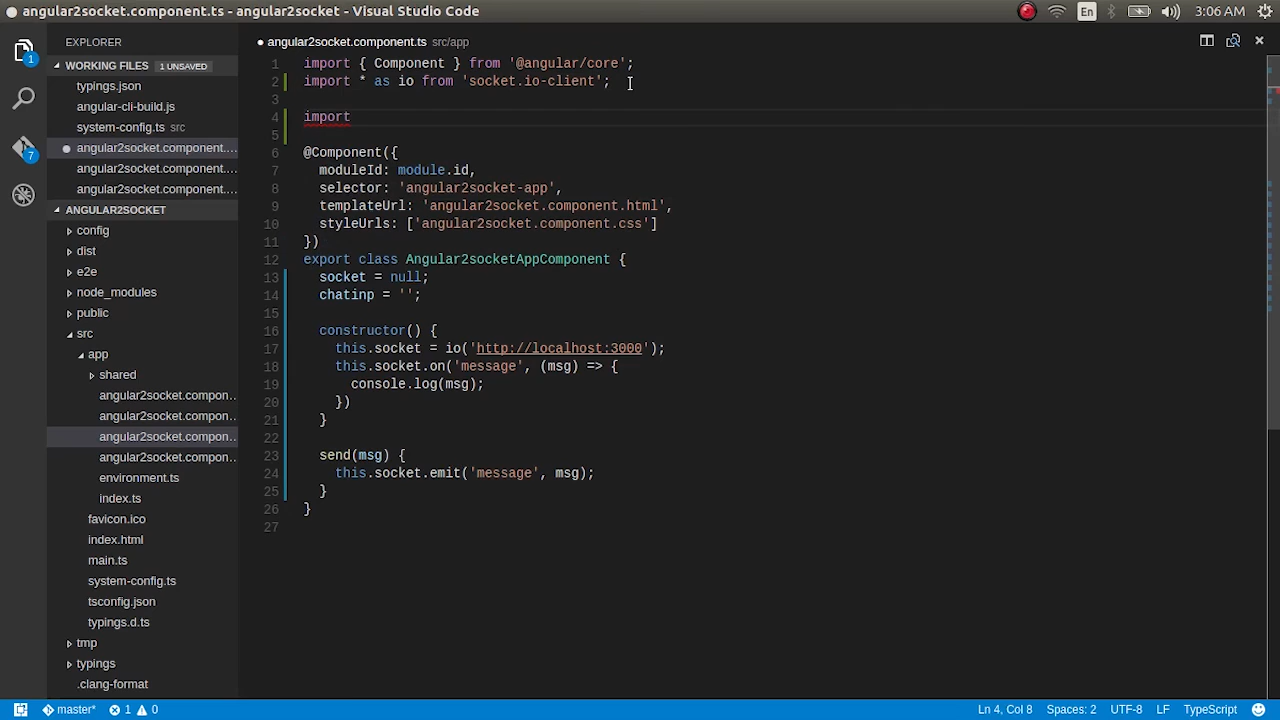 angular2socket.component.ts - angular2socket - Visual Studio Code
En
3:06 AM
EXPLORER
WORKING FILES 1 UNSAVED
typings.json
angular-cli-build.js
system-config.ts src
angular2socket.component....
angular2socket.component....
angular2socket.component....
ANGULAR2SOCKET
config
dist
e2e
node_modules
public
src
app
shared
angular2socket.compon...
angular2socket.compon...
angular2socket.compon...
angular2socket.compon...
environment.ts
index.ts
favicon.ico
index.html
main.ts
system-config.ts
tsconfig.json
typings.d.ts
tmp
typings
.clang-format
1
7
angular2socket.component.ts src/app
1 import { Component } from '@angular/core';
2 import * as io from 'socket.io-client';
3
4 import
5
6 @Component({
7 moduleId: module.id,
8 selector: 'angular2socket-app',
9 templateUrl: 'angular2socket.component.html',
10 styleUrls: ['angular2socket.component.css']
11 })
12 export class Angular2socketAppComponent {
13 socket = null;
14 chatinp = '';
15
16 constructor() {
17 this.socket = io('http://localhost:3000');
18 this.socket.on('message', (msg) => {
19 console.log(msg);
20 })
21 }
22
23 send(msg) {
24 this.socket.emit('message', msg);
25 }
26 }
27
master* 1 0
Ln 4, Col 8 Spaces: 2 UTF-8 LF TypeScript